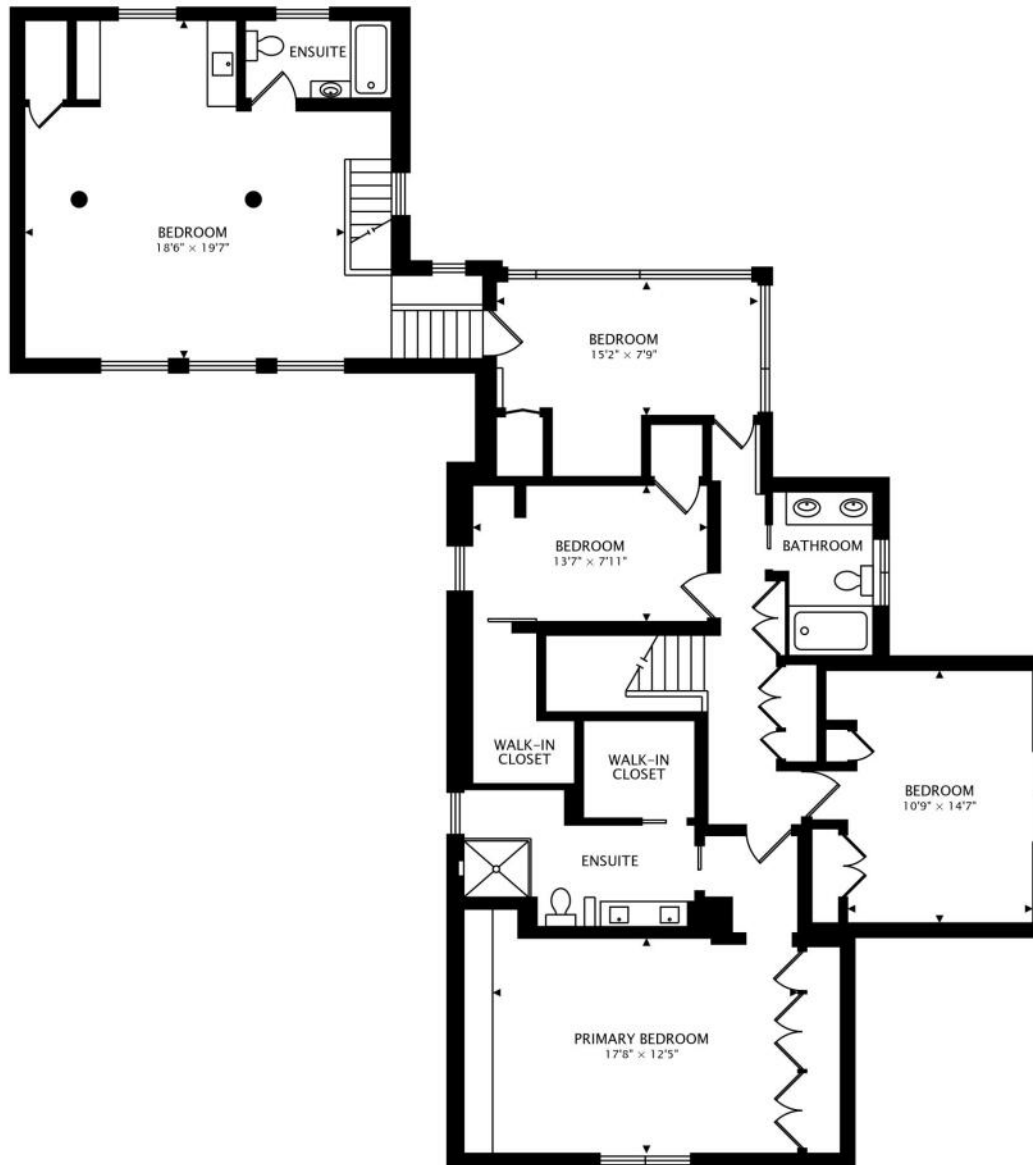 ENSUITE
BEDROOM
18'6" × 19'7"
BEDROOM
15'2" × 7'9"
BEDROOM
13'7" × 7'11"
BATHROOM
WALK-IN
CLOSET
WALK-IN
CLOSET
BEDROOM
10'9" × 14'7"
ENSUITE
PRIMARY BEDROOM
17'8" × 12'5"